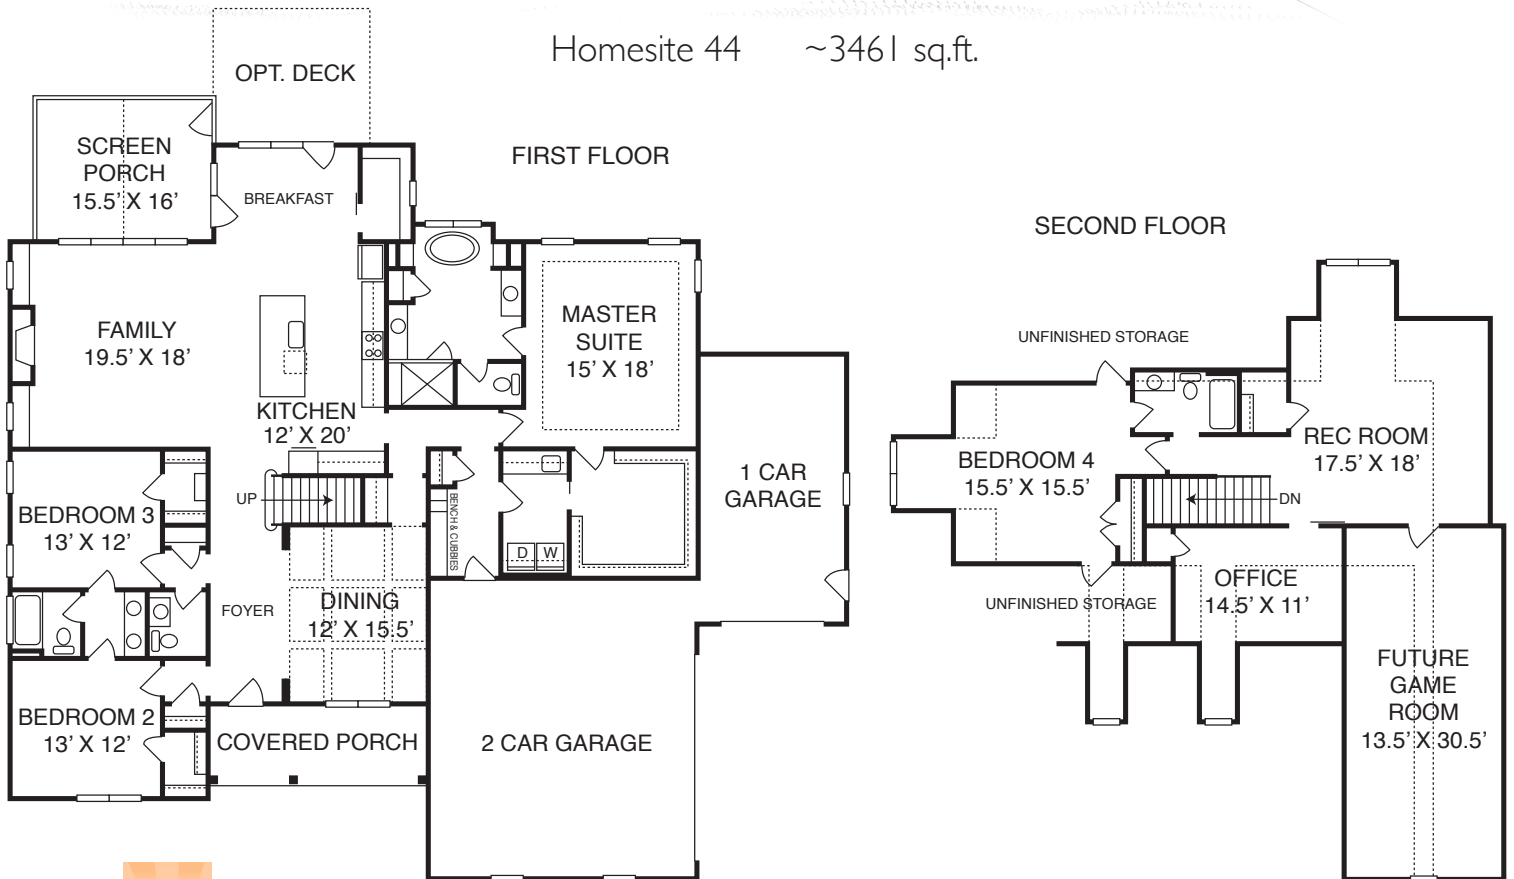 Homesite 44 ~3461 sq.ft.
OPT. DECK
FIRST FLOOR
SCREEN
PORCH
15.5’ X 16’
BREAKFAST
FAMILY
19.5’ X 18’
MASTER
SUITE
15’ X 18’
KITCHEN
12’ X 20’
1 CAR
GARAGE
UP
BEDROOM 3
13’ X 12’
BENCH & CUBBIES
D
W
FOYER
DINING
12’ X 15.5’
BEDROOM 2
13’ X 12’
COVERED PORCH
2 CAR GARAGE
SECOND FLOOR
UNFINISHED STORAGE
REC ROOM
17.5’ X 18’
BEDROOM 4
15.5’ X 15.5’
DN
OFFICE
14.5’ X 11’
UNFINISHED STORAGE
FUTURE
GAME
ROOM
13.5’ X 30.5’